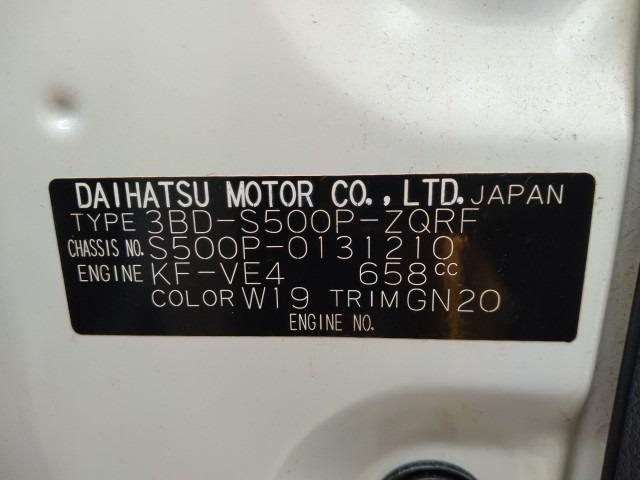 DAIHATSU MOTOR CO., LTD. JAPAN
TYPE 3BD-S500P-ZQRF
CHASSIS NO. S500P-0131210
ENGINE KF-VE4 658cc
COLOR W19 TRIM GN20
ENGINE NO.